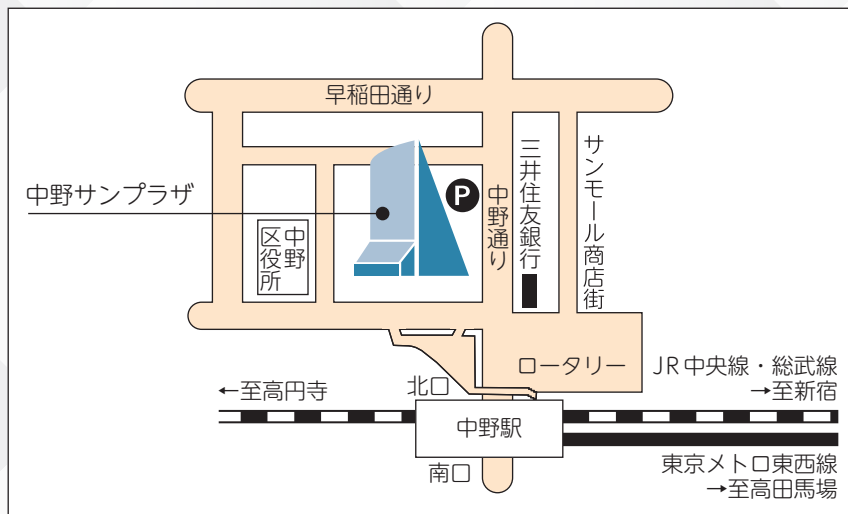 早稲田通り
中野サンプラザ
P
中野通り
三井住友銀行
サンモール商店街
中野
区役所
ロータリー
JR中央線・総武線
→至新宿
←至高円寺
北口
中野駅
南口
東京メトロ東西線
→至高田馬場